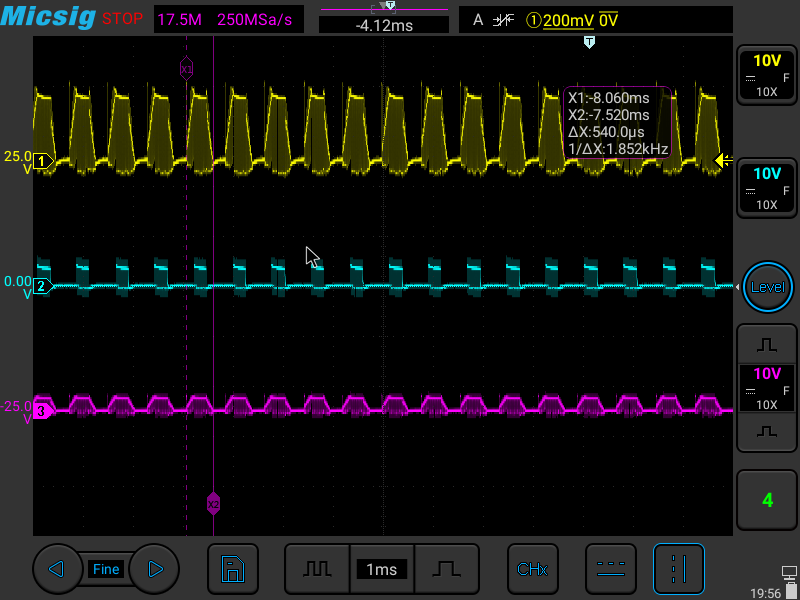 Micsig STOP 17.5M 250MSa/s T -4.12ms A 1 200mV 0V
T
X1
10V
F
10X
X1:-8.060ms
X2:-7.520ms
ΔX:540.0μs
1/ΔX:1.852kHz
25.0
V
1
10V
F
10X
0.00
V
2
Level
10V
F
10X
-25.0
V
3
X2
4
Fine
1ms
CHx
19:56